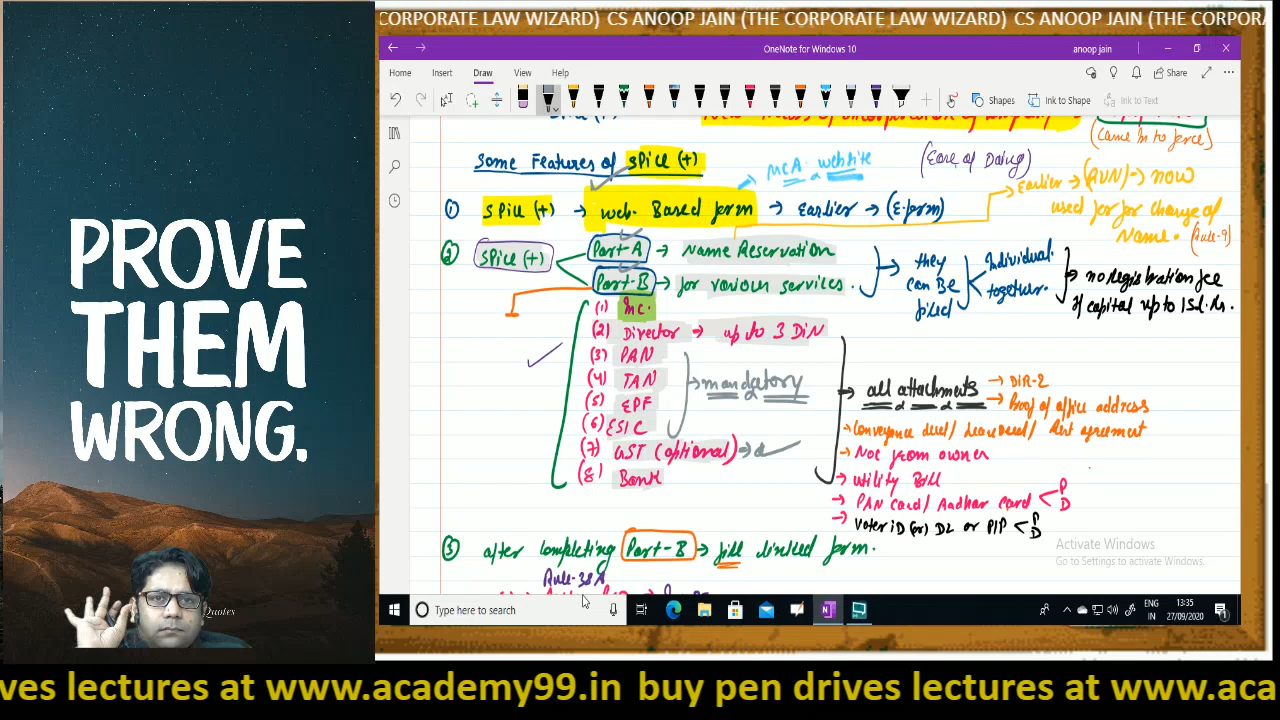 CORPORATE LAW WIZARD) CS ANOOP JAIN (THE CORPORATE LAW WIZARD) CS ANOOP JAIN (THE CORPORA
OneNote for Windows 10
anoop jain
Home Insert Draw View Help
Share
Shapes
Ink to Shape
Ink to Text
(Came in to force)
Some Features of SPice (+)
MCA website
(Ease of Doing)
① SPice (+) → web-Based form → Earlier → (E-form)
Earlier → (RUN) → now
used for for change of
Name. (Rule-9)
② SPice (+)
Part-A → Name Reservation
Part-B → for various services.
they
can Be
filed
Individual.
together.
no Registration fee
if capital up to 15L. Rs.
(1) Inc.
(2) Director → up to 3 DIN
(3) PAN
(4) TAN
(5) EPF
(6) ESIC
→ mandatory
(7) GST (optional) →
(8) Bank
→ all attachments
→ DIR-2
→ Proof of office address
→ Conveyance deed/ Lease deed/ Rent agreement
→ Noc from owner
→ utility Bill
→ PAN card/ Aadhar card < P D
→ Voter iD (or) DL or P/P < P D
③ after completing Part-B → fill linked form.
Rule-38A
Activate Windows
Go to Settings to activate Windows.
Type here to search
ENG
IN
13:35
27/09/2020
PROVE
THEM
WRONG.
Quotes
ves lectures at www.academy99.in buy pen drives lectures at www.aca